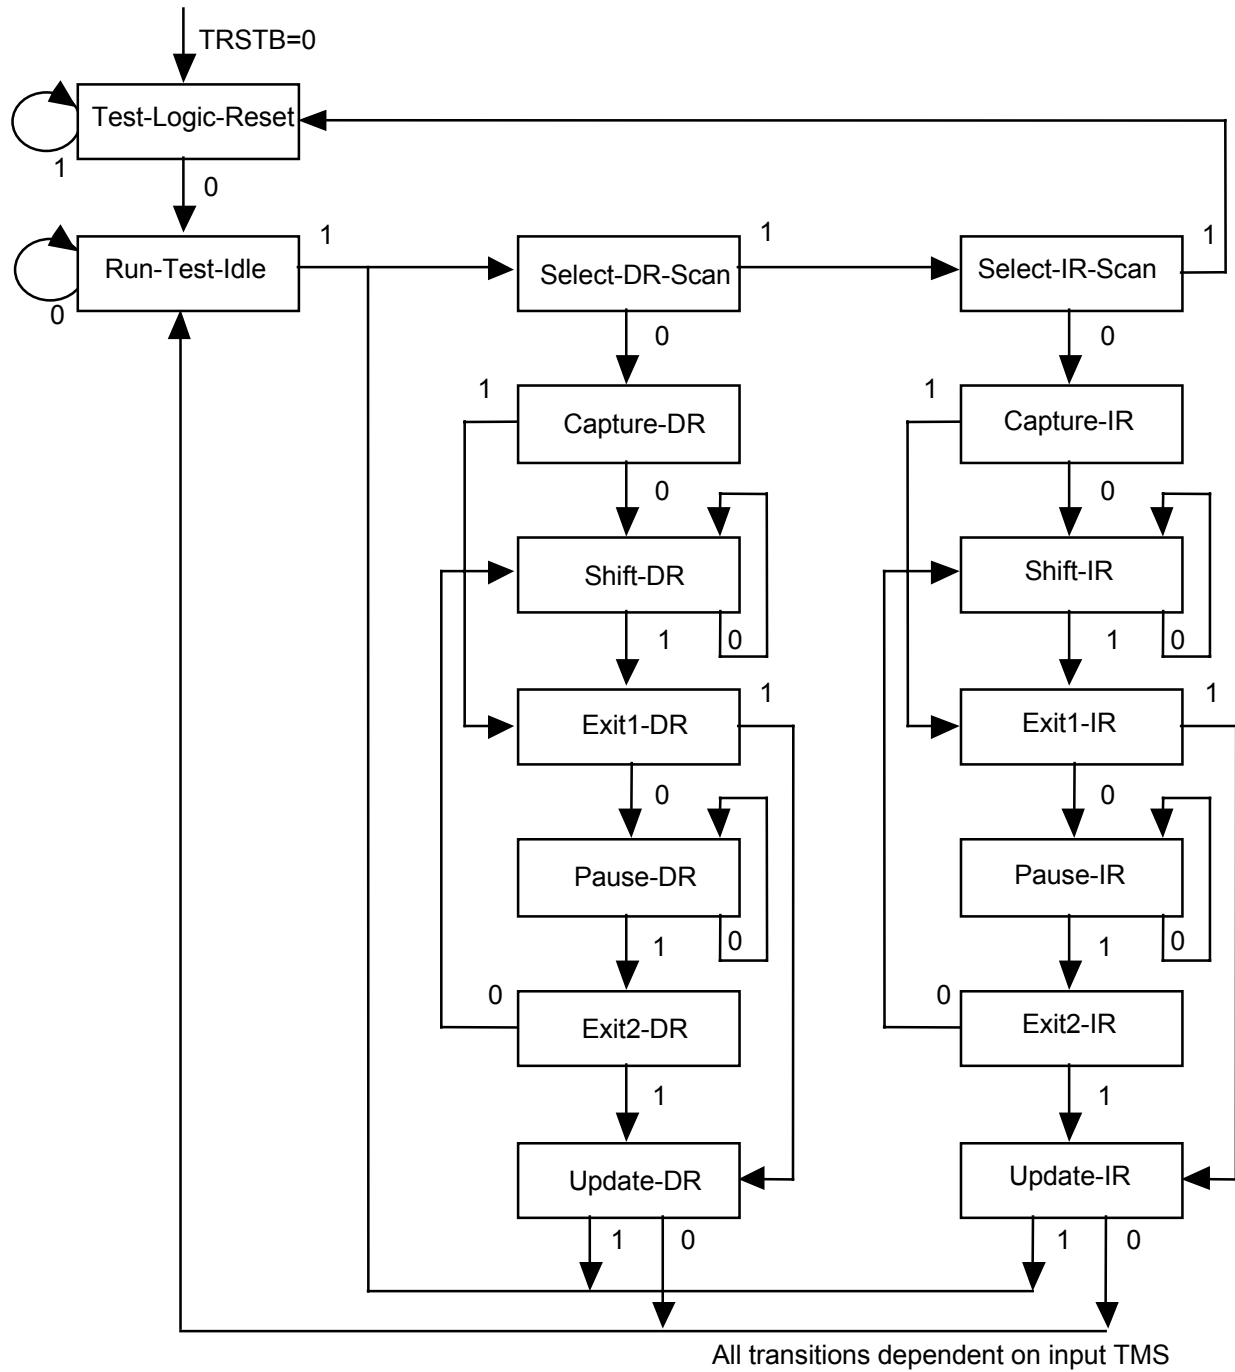 TRSTB=0
Test-Logic-Reset
1
0
Run-Test-Idle
0
1
Select-DR-Scan
1
Select-IR-Scan
1
0
0
1
Capture-DR
1
Capture-IR
0
0
Shift-DR
Shift-IR
1
0
1
0
Exit1-DR
1
Exit1-IR
1
0
0
Pause-DR
Pause-IR
1
0
1
0
0
Exit2-DR
0
Exit2-IR
1
1
Update-DR
Update-IR
1
0
1
0
All transitions dependent on input TMS